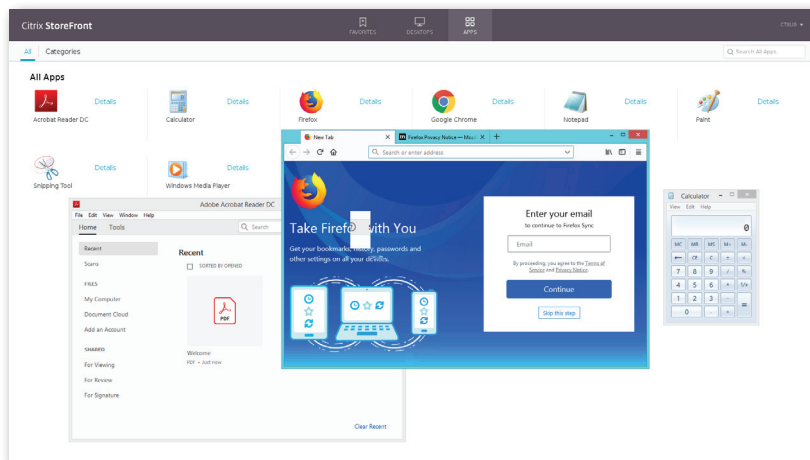 Citrix StoreFront
FAVORITES
DESKTOPS
APPS
All
Categories
Search All Apps
All Apps
Acrobat Reader DC
Details
Calculator
Details
Firefox
Details
Google Chrome
Details
Notepad
Details
Paint
Details
Snipping Tool
Details
Windows Media Player
Details
Adobe Acrobat Reader DC
File Edit View Window Help
Home
Tools
Search
Recent
Scans
FILES
My Computer
Document Cloud
Add an Account
SHARED
For Viewing
For Review
For Signature
Recent
SORTED BY OPENED
PDF
Welcome
PDF • Just now
Clear Recent
New Tab
Firefox Privacy Notice — Mozil
Search or enter address
Take Firef with You
Get your bookmarks, history, passwords and
other settings on all your devices.
Enter your email
to continue to Firefox Sync
Email
By proceeding, you agree to the Terms of
Service and Privacy Notice.
Continue
Skip this step
Calculator
View Edit Help
0
MC MR MS M+ M-
← CE C ± √
7 8 9 / %
4 5 6 * 1/x
1 2 3 - =
0 . +